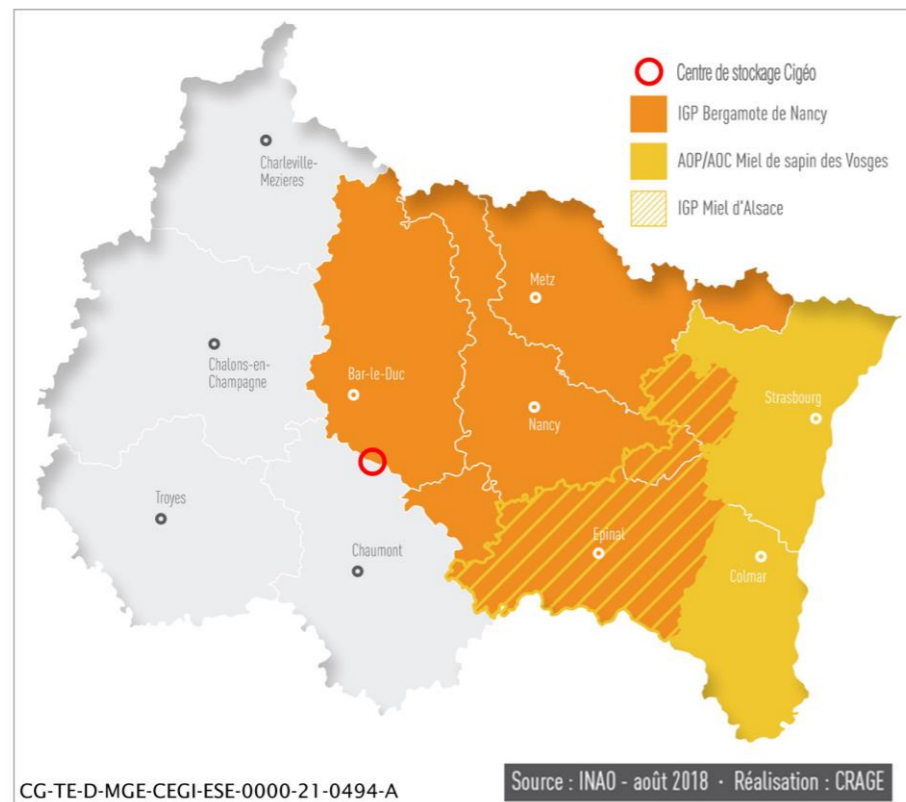 Centre de stockage Cigéo
IGP Bergamote de Nancy
AOP/AOC Miel de sapin des Vosges
IGP Miel d'Alsace
Charleville-
Mezieres
Metz
Chalons-en-
Champagne
Bar-le-Duc
Nancy
Strasbourg
Troyes
Chaumont
Epinal
Colmar
CG-TE-D-MGE-CEGI-ESE-0000-21-0494-A
Source : INAO - août 2018 · Réalisation : CRAGE